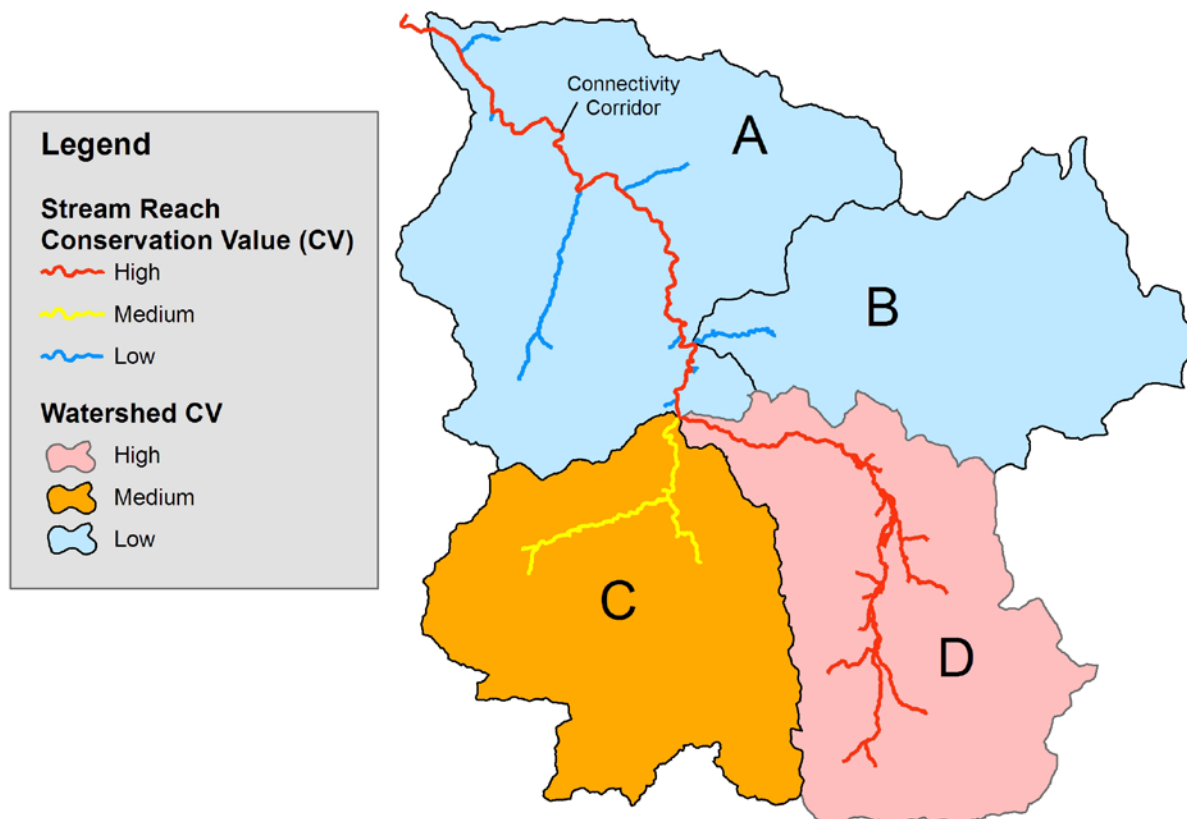 Legend
Stream Reach
Conservation Value (CV)
High
Medium
Low
Watershed CV
High
Medium
Low
Connectivity
Corridor
A
B
C
D